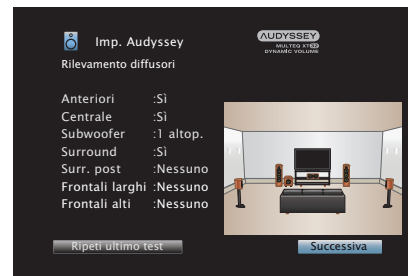 Imp. Audyssey
AUDYSSEY
MULTEQ XT32
DYNAMIC VOLUME
Rilevamento diffusori
Anteriori :Sì
Centrale :Sì
Subwoofer :1 altop.
Surround :Sì
Surr. post :Nessuno
Frontali larghi :Nessuno
Frontali alti :Nessuno
Ripeti ultimo test
Successiva